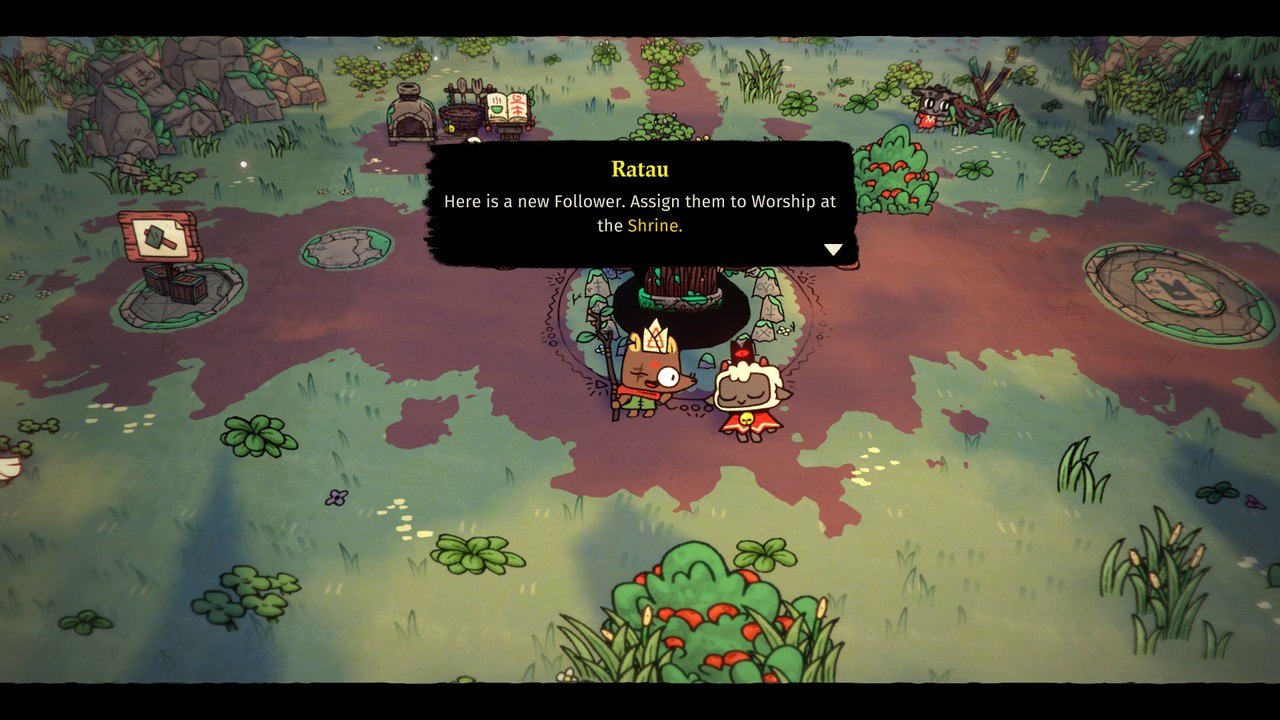 Ratau
Here is a new Follower. Assign them to Worship at
the Shrine.